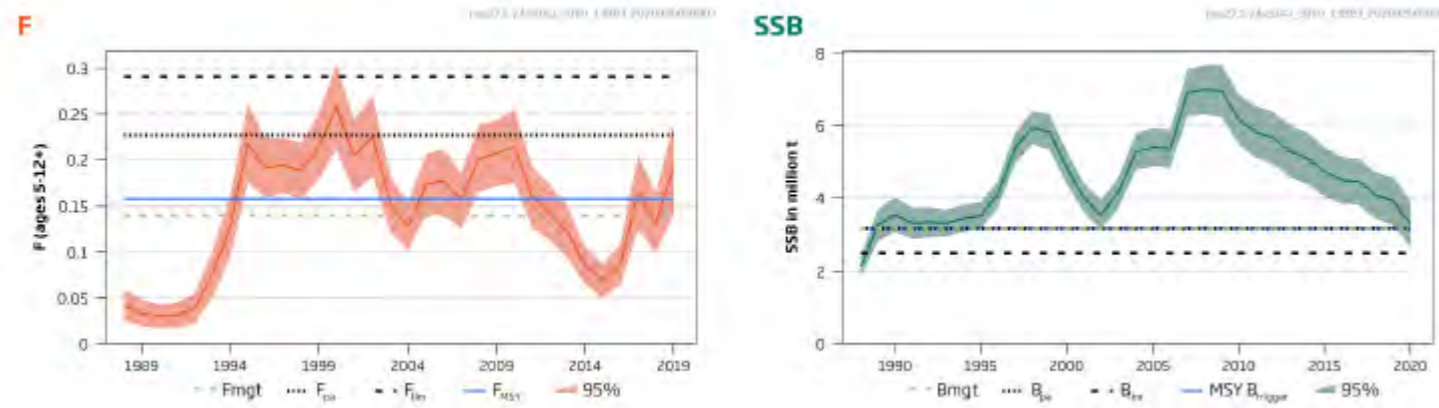 F
SSB
F (ages 5-12+)
0.3
0.25
0.2
0.15
0.1
0.05
0
1989 1994 1999 2004 2009 2014 2019
Fmgt Fpa Flim FMSY 95%
SSB in million t
8
6
4
2
0
1990 1995 2000 2005 2010 2015 2020
Bmgt Bpa Blim MSY Btrigger 95%